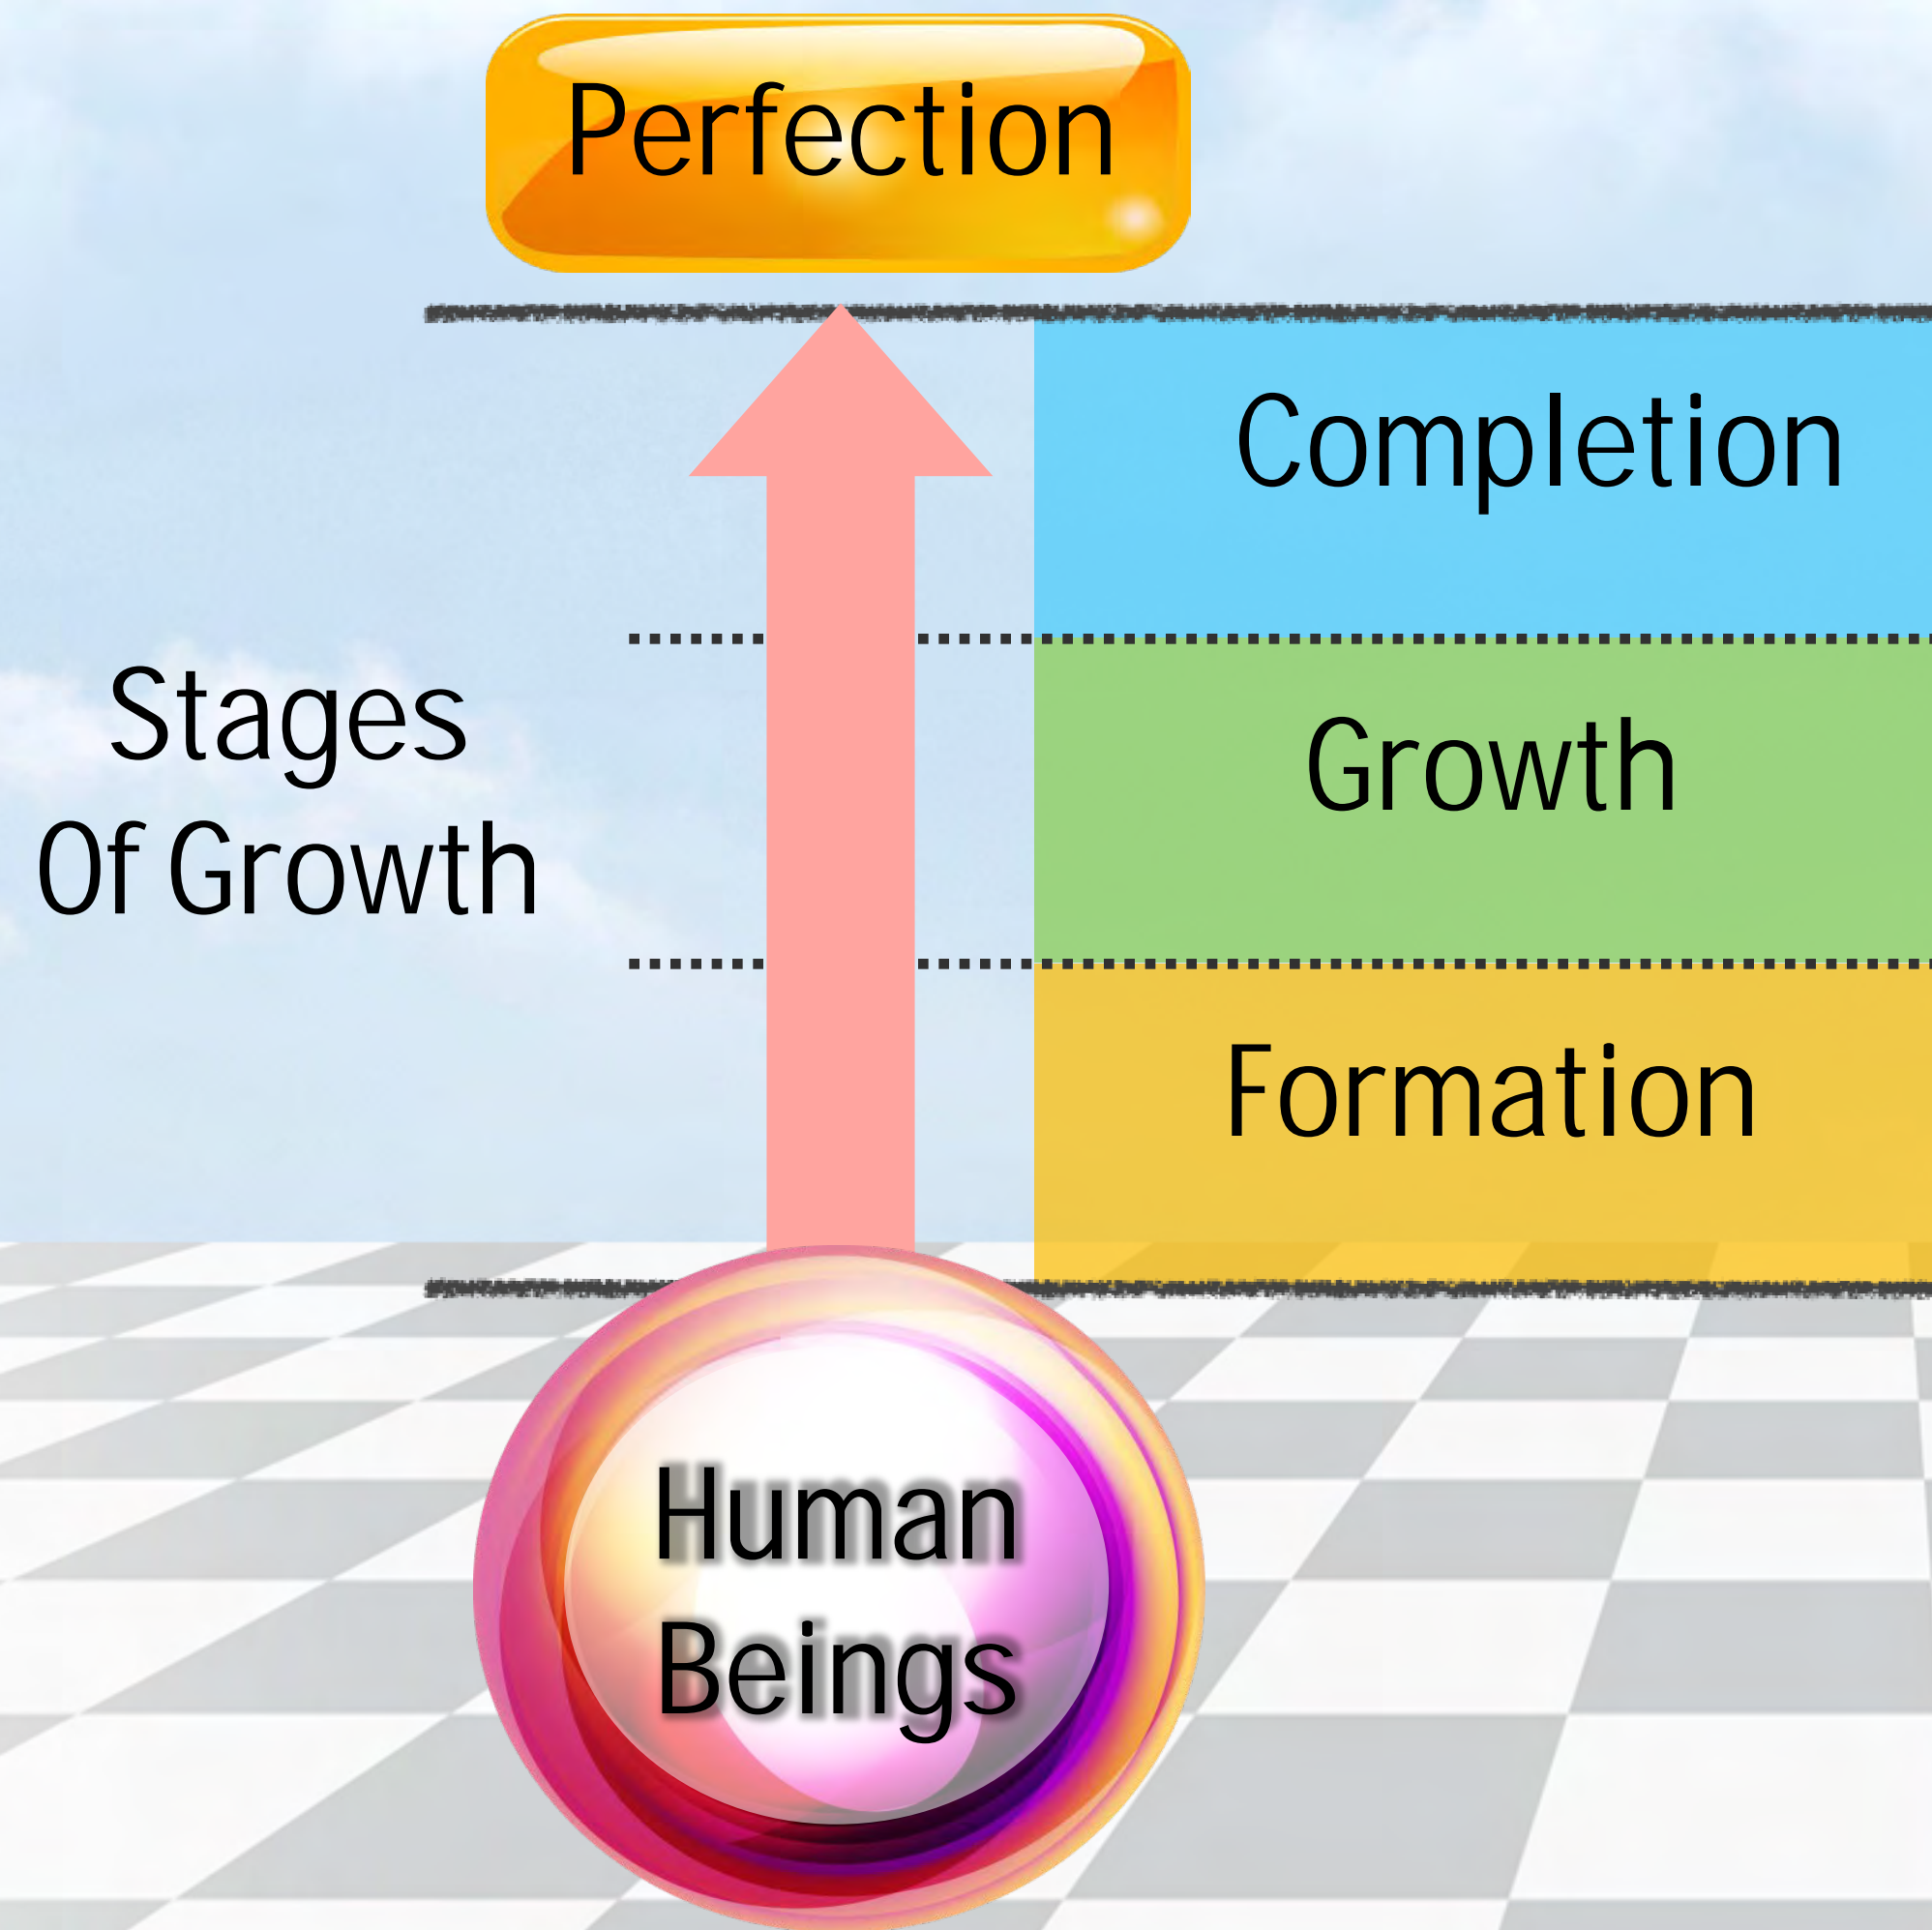 Perfection
Completion
Stages
Of Growth
Growth
Formation
Human
Beings